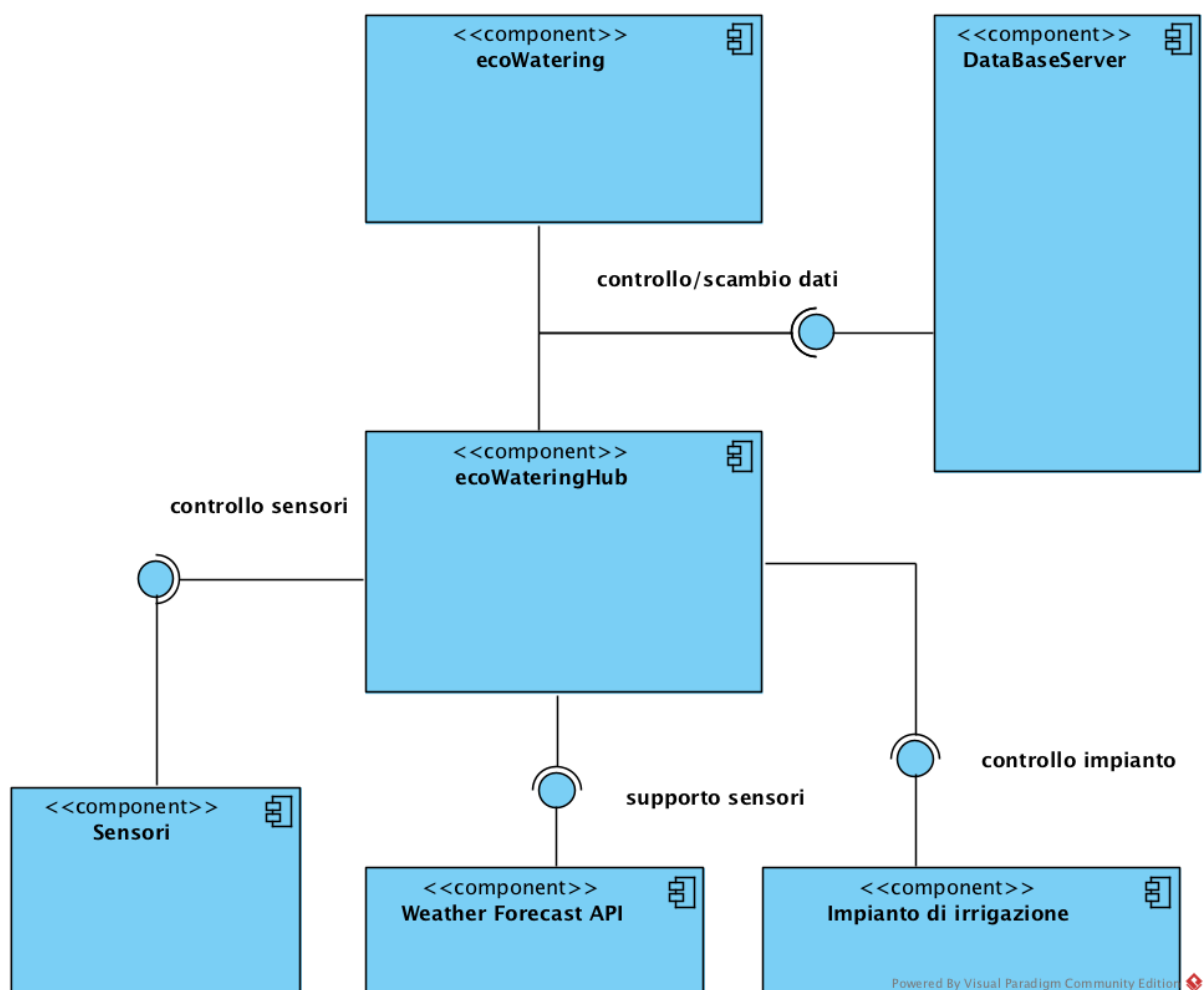 <<component>>
ecoWatering
<<component>>
DataBaseServer
controllo/scambio dati
<<component>>
ecoWateringHub
controllo sensori
controllo impianto
supporto sensori
<<component>>
Sensori
<<component>>
Weather Forecast API
<<component>>
Impianto di irrigazione
Powered By Visual Paradigm Community Edition